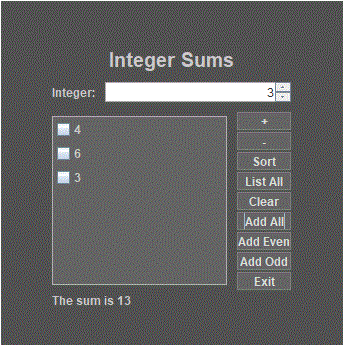 Integer Sums
Integer: 3
+
-
4
6
3
Sort
List All
Clear
Add All
Add Even
Add Odd
Exit
The sum is 13